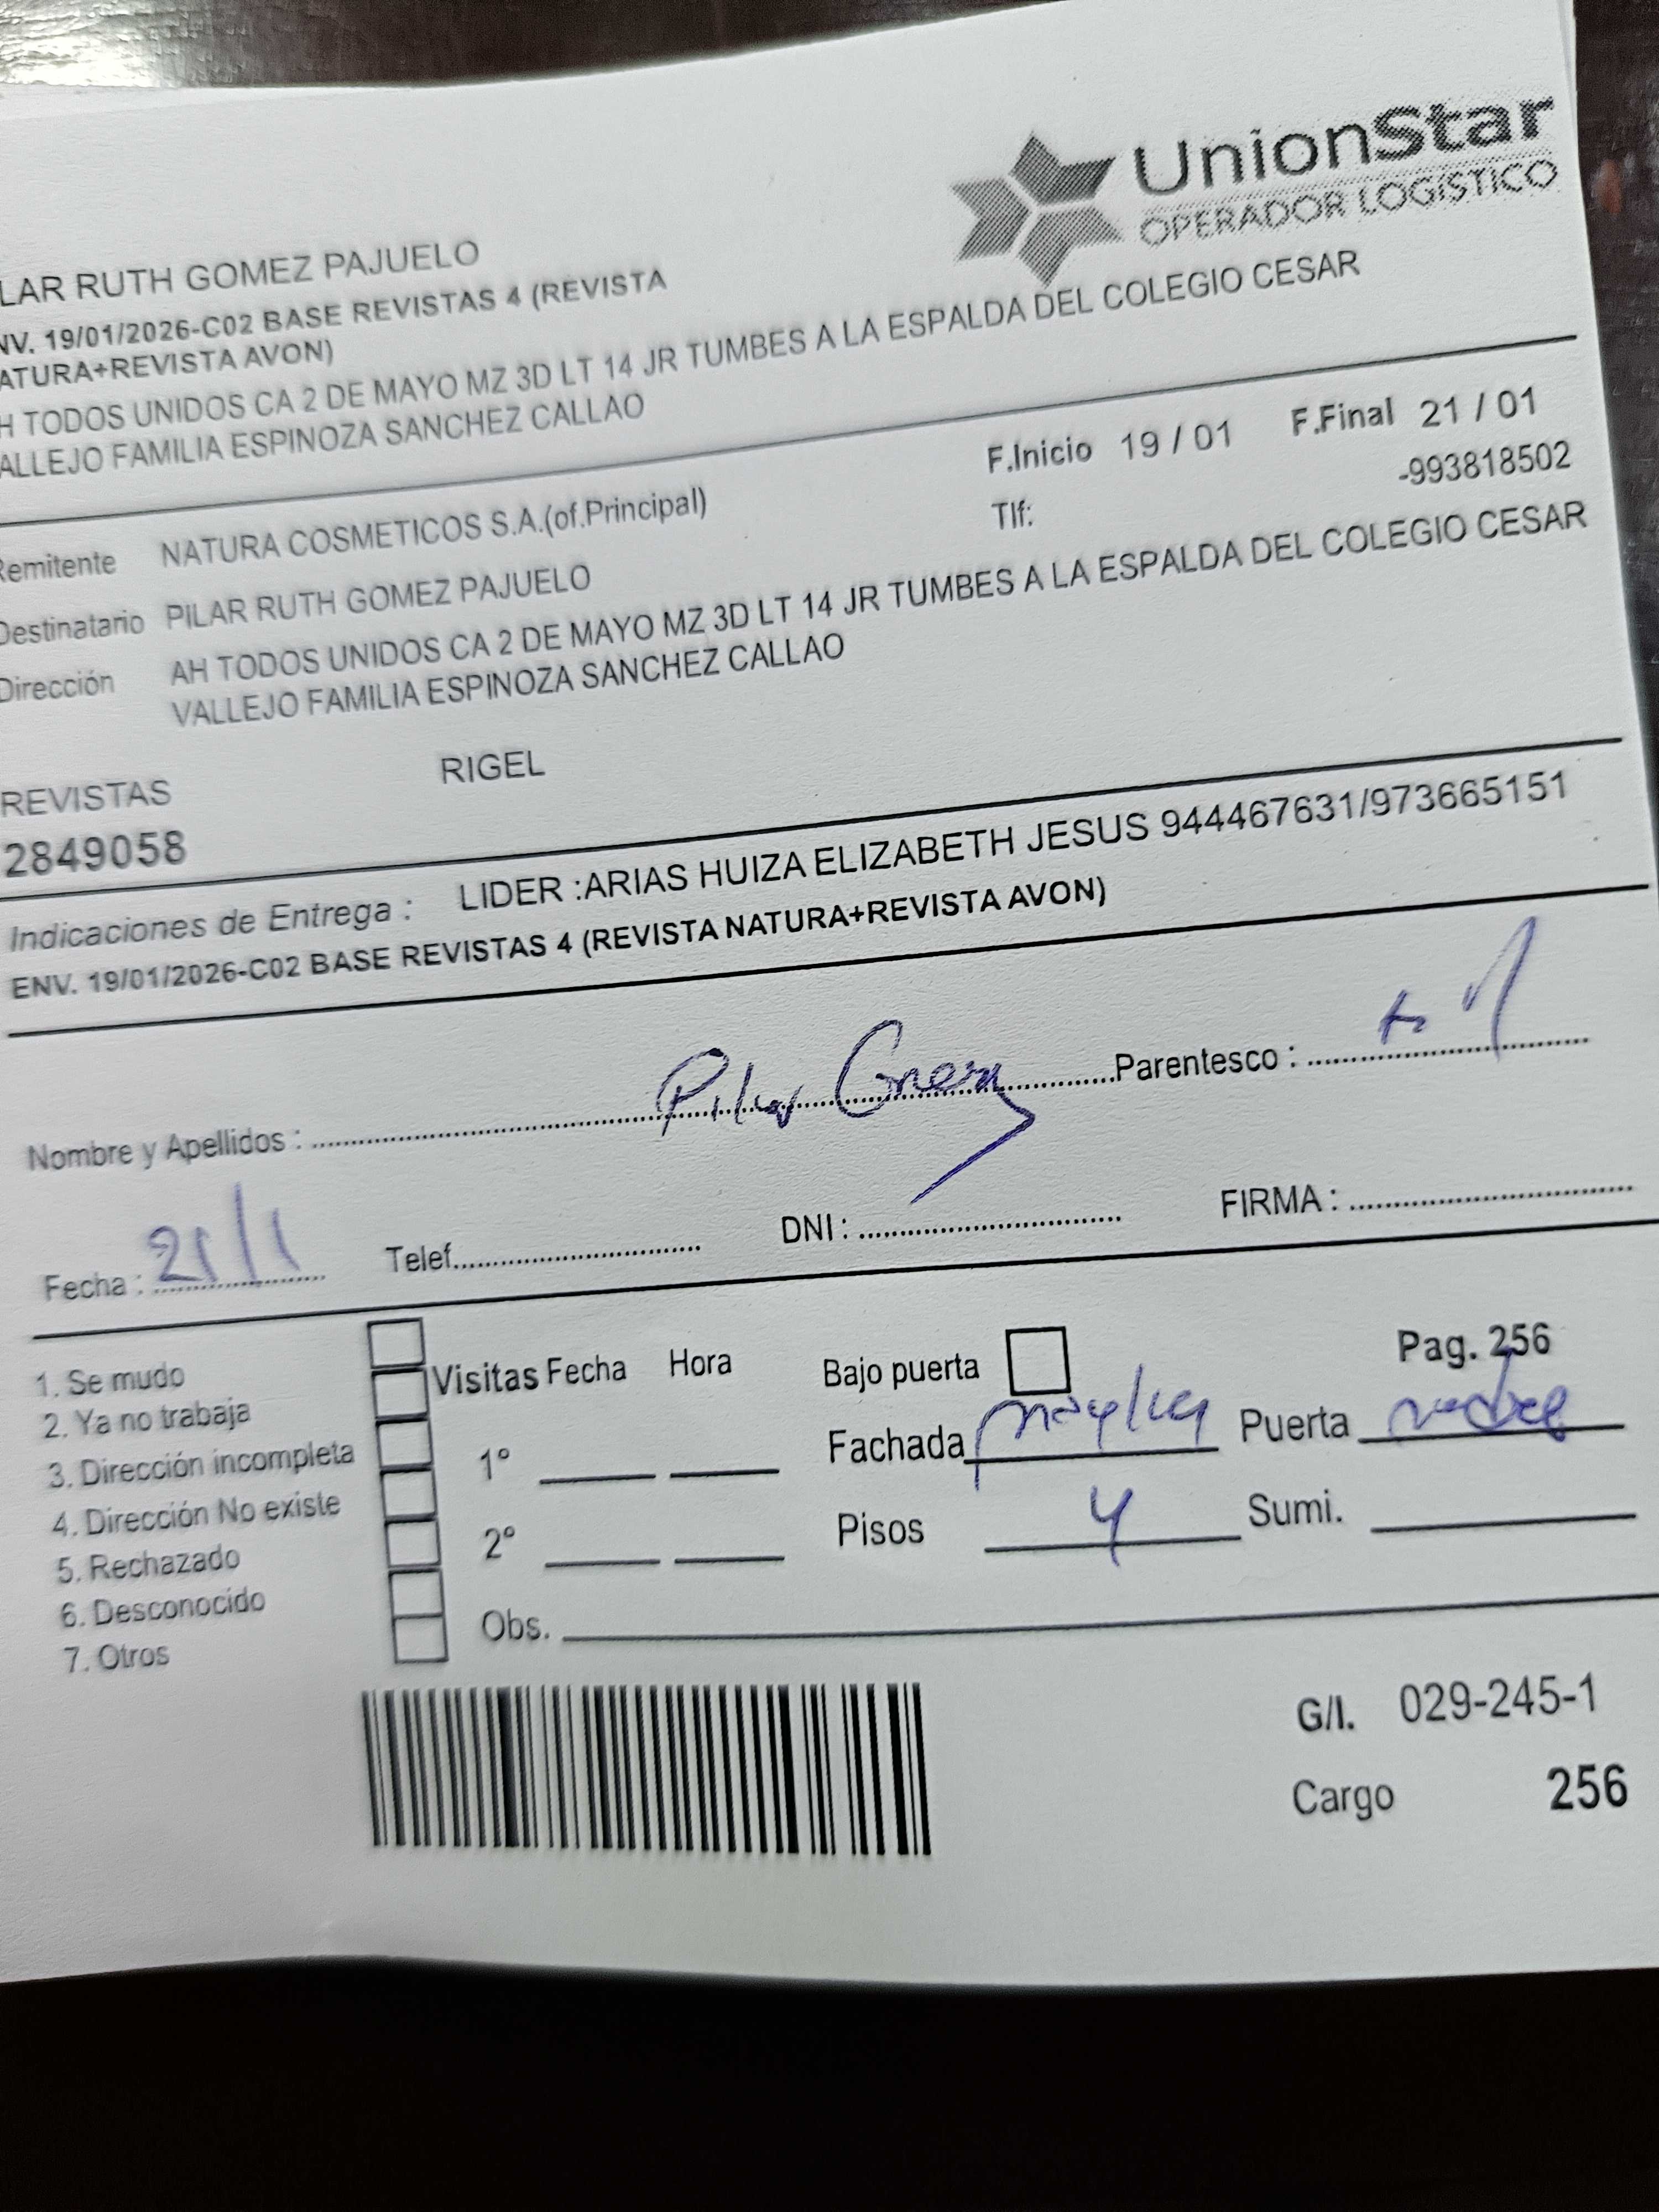 UnionStar
OPERADOR LOGÍSTICO
LAR RUTH GOMEZ PAJUELO
NV. 19/01/2026-C02 BASE REVISTAS 4 (REVISTA
ATURA+REVISTA AVON)
H TODOS UNIDOS CA 2 DE MAYO MZ 3D LT 14 JR TUMBES A LA ESPALDA DEL COLEGIO CESAR
ALLEJO FAMILIA ESPINOZA SANCHEZ CALLAO
F.Inicio 19 / 01 F.Final 21 / 01
Remitente NATURA COSMETICOS S.A.(of.Principal) Tlf: -993818502
Destinatario PILAR RUTH GOMEZ PAJUELO
Dirección AH TODOS UNIDOS CA 2 DE MAYO MZ 3D LT 14 JR TUMBES A LA ESPALDA DEL COLEGIO CESAR
VALLEJO FAMILIA ESPINOZA SANCHEZ CALLAO
REVISTAS RIGEL
2849058
Indicaciones de Entrega : LIDER :ARIAS HUIZA ELIZABETH JESUS 944467631/973665151
ENV. 19/01/2026-C02 BASE REVISTAS 4 (REVISTA NATURA+REVISTA AVON)
Nombre y Apellidos : Pilar Parentesco :
Fecha : 21/1 Telef. DNI : FIRMA :
1. Se mudo
2. Ya no trabaja
3. Dirección incompleta
4. Dirección No existe
5. Rechazado
6. Desconocido
7. Otros
Visitas Fecha Hora
1°
2°
Obs.
Bajo puerta Pag. 256
Fachada Puerta
Pisos 4 Sumi.
G/I. 029-245-1
Cargo 256